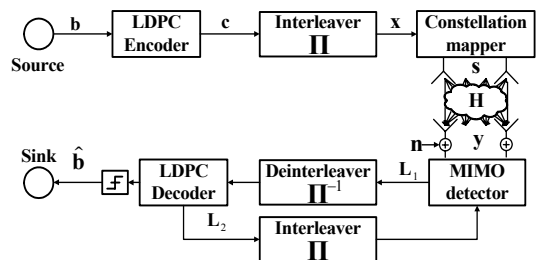 b
LDPC
Encoder
c
Interleaver
Π
x
Constellation
mapper
Source
s
H
n
y
Sink
b̂
LDPC
Decoder
Deinterleaver
Π⁻¹
L₁
MIMO
detector
L₂
Interleaver
Π